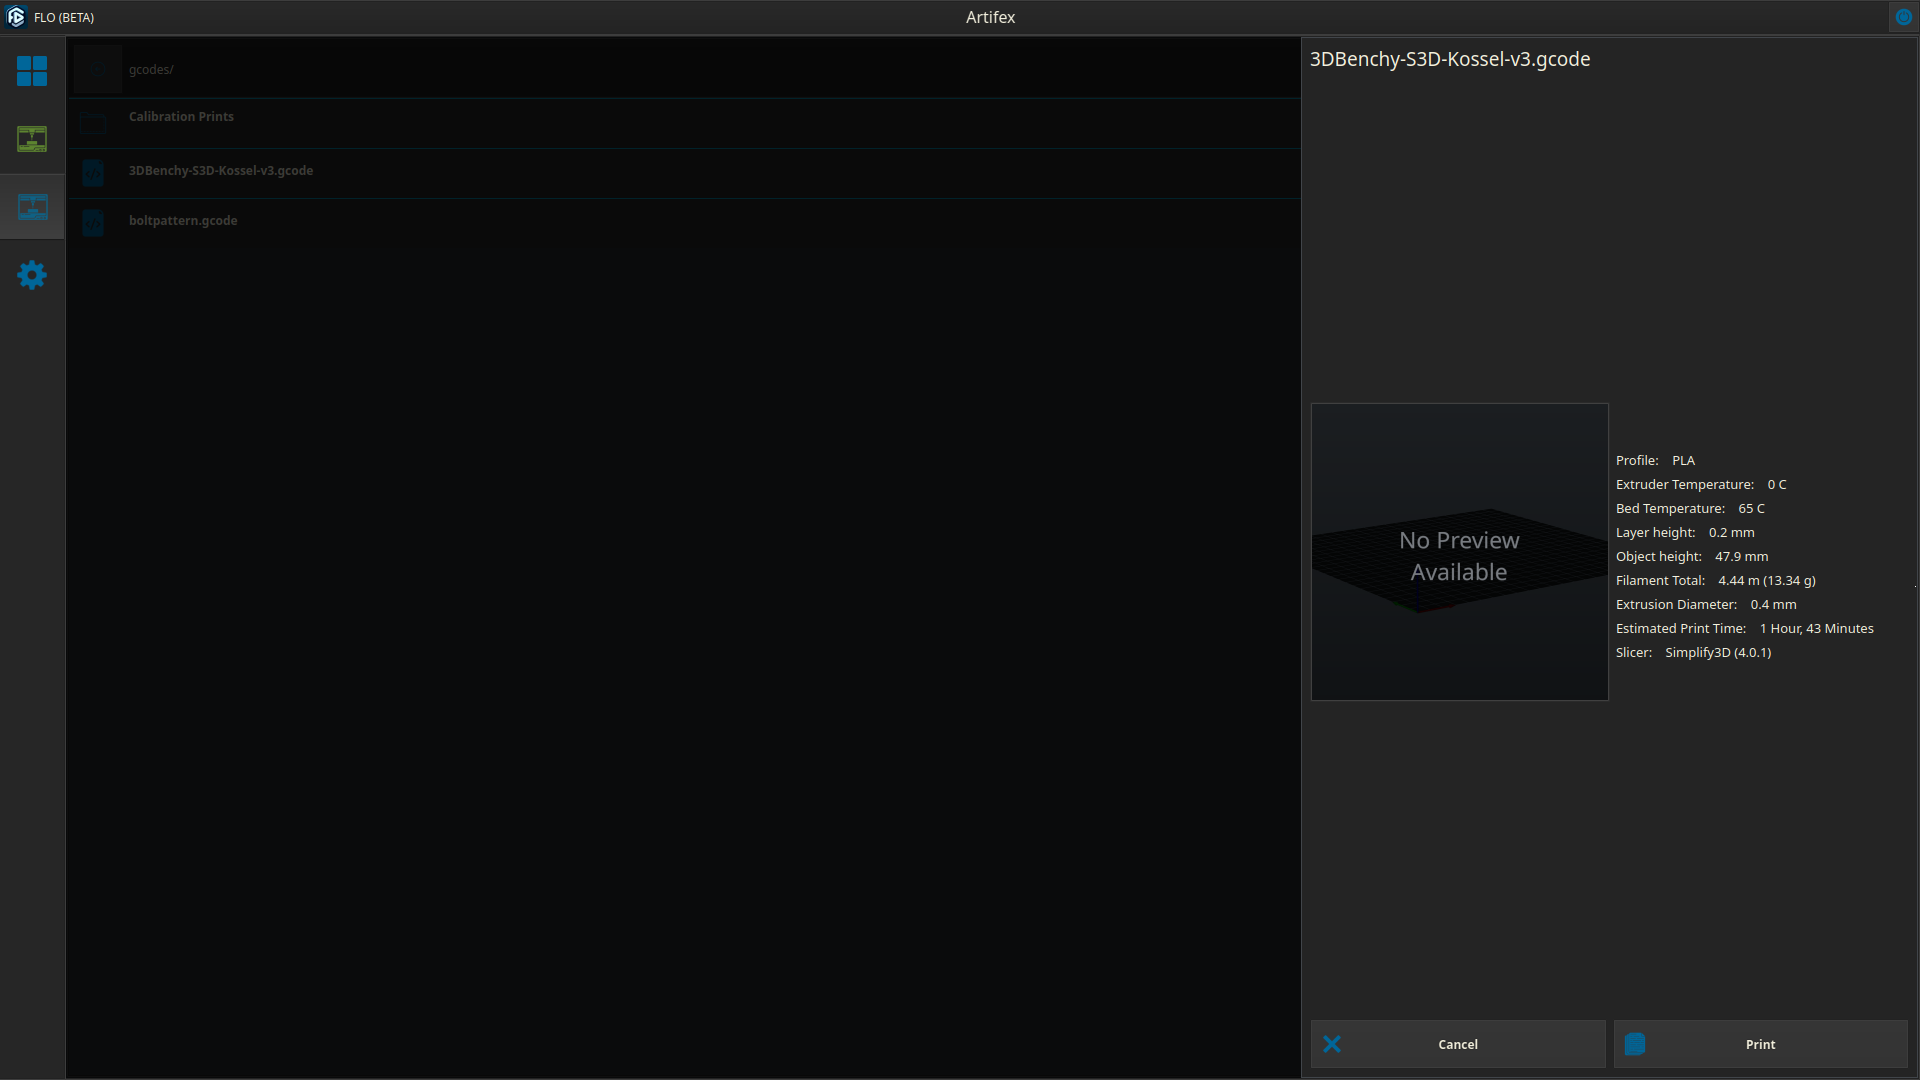 FLO (BETA)
Artifex
gcodes/
Calibration Prints
3DBenchy-S3D-Kossel-v3.gcode
boltpattern.gcode
3DBenchy-S3D-Kossel-v3.gcode
No Preview
Available
Profile: PLA
Extruder Temperature: 0 C
Bed Temperature: 65 C
Layer height: 0.2 mm
Object height: 47.9 mm
Filament Total: 4.44 m (13.34 g)
Extrusion Diameter: 0.4 mm
Estimated Print Time: 1 Hour, 43 Minutes
Slicer: Simplify3D (4.0.1)
Cancel
Print